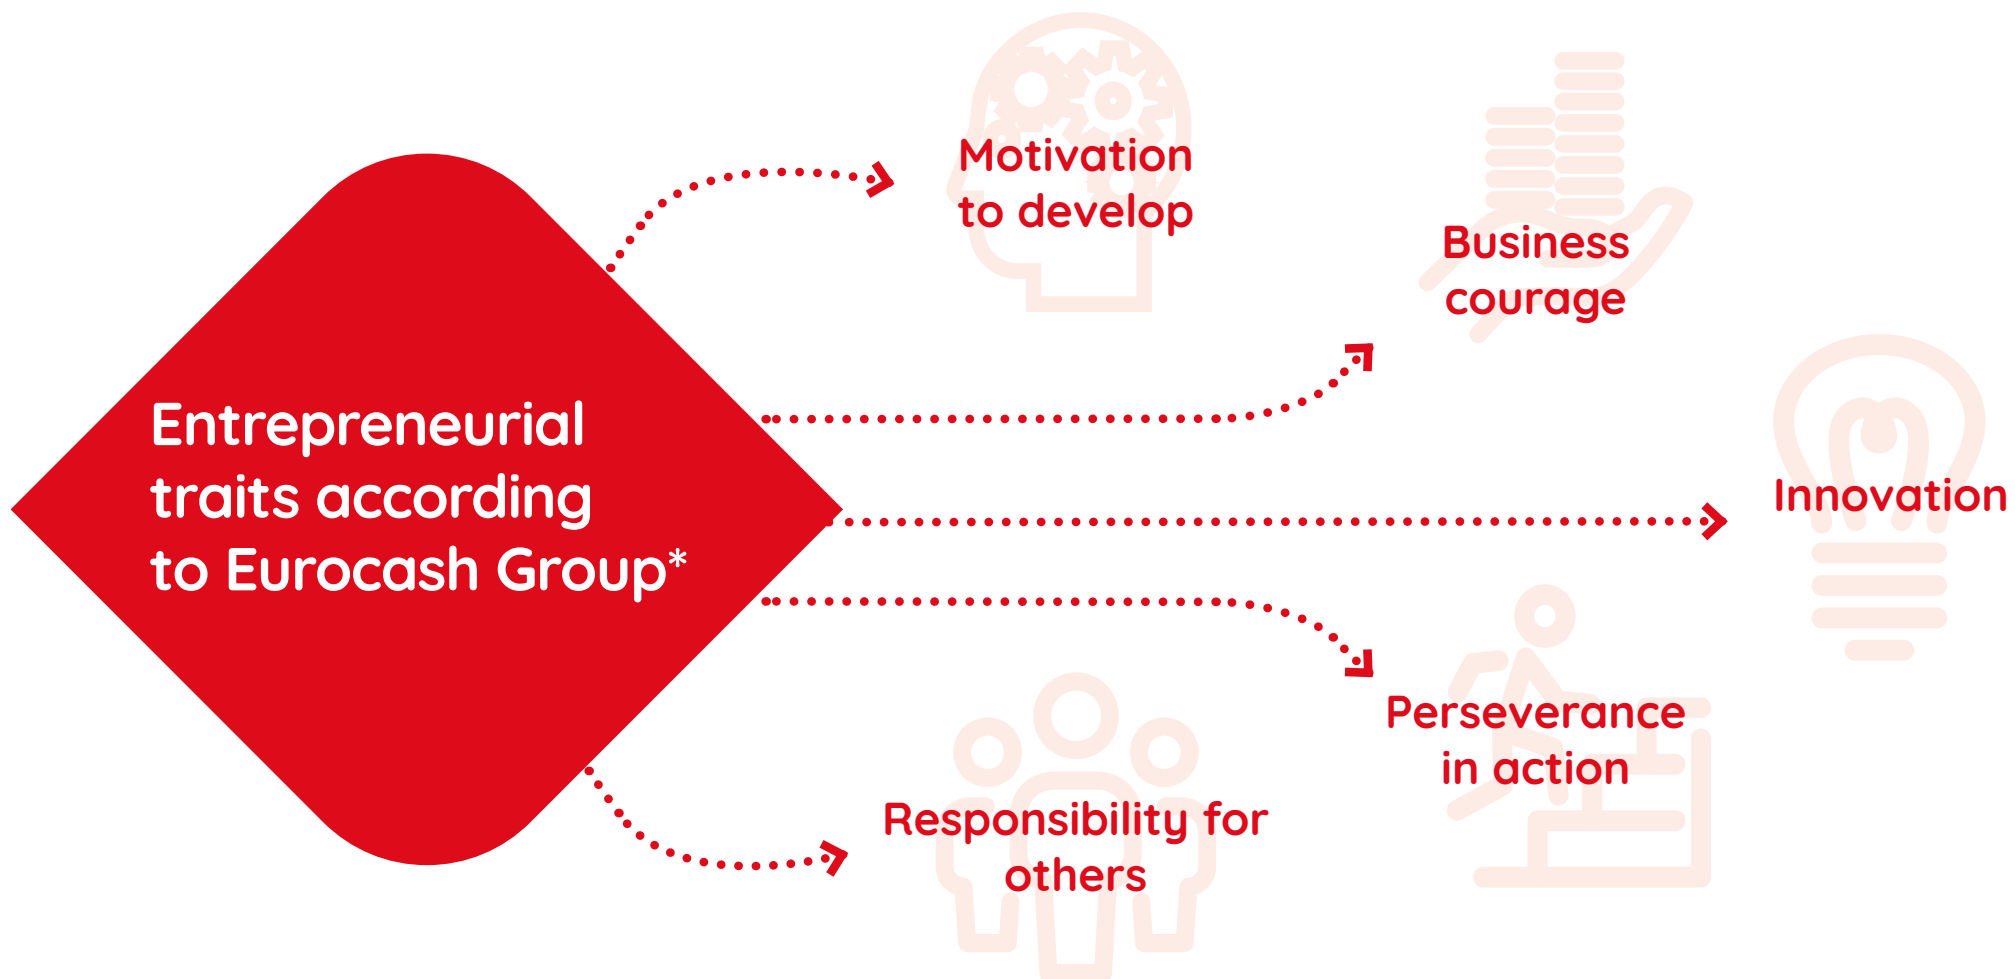 Entrepreneurial
traits according
to Eurocash Group*
Motivation
to develop
Business
courage
Innovation
Perseverance
in action
Responsibility for
others